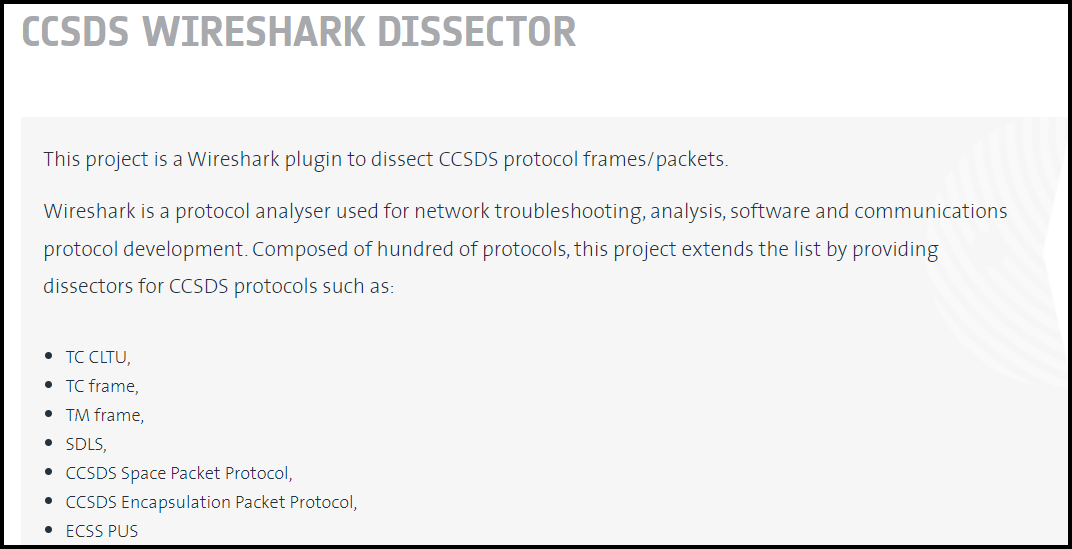 CCSDS WIRESHARK DISSECTOR
This project is a Wireshark plugin to dissect CCSDS protocol frames/packets.
Wireshark is a protocol analyser used for network troubleshooting, analysis, software and communications
protocol development. Composed of hundred of protocols, this project extends the list by providing
dissectors for CCSDS protocols such as:
• TC CLTU,
• TC frame,
• TM frame,
• SDLS,
• CCSDS Space Packet Protocol,
• CCSDS Encapsulation Packet Protocol,
• ECSS PUS